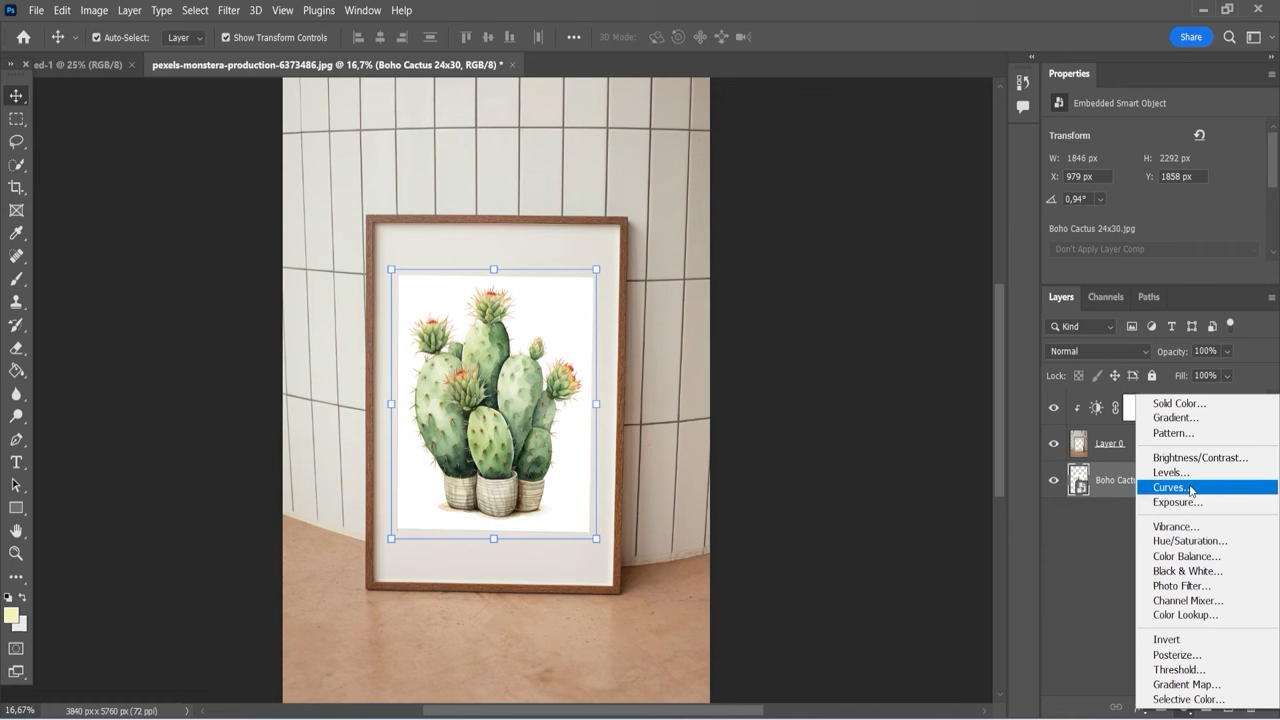 Ps File Edit Image Layer Type Select Filter 3D View Plugins Window Help
Auto-Select: Layer Show Transform Controls 3D Mode: Share
ed-1 @ 25% (RGB/8) pexels-monstera-production-6373486.jpg @ 16,7% (Boho Cactus 24x30, RGB/8) *
Properties
Embedded Smart Object
Transform
W: 1846 px H: 2292 px
X: 979 px Y: 1858 px
0,94°
Boho Cactus 24x30.jpg
Don't Apply Layer Comp
Layers Channels Paths
Kind
Normal Opacity: 100%
Lock: Fill: 100%
Layer 0
Boho Cactu
Solid Color...
Gradient...
Pattern...
Brightness/Contrast...
Levels...
Curves...
Exposure...
Vibrance...
Hue/Saturation...
Color Balance...
Black & White...
Photo Filter...
Channel Mixer...
Color Lookup...
Invert
Posterize...
Threshold...
Gradient Map...
Selective Color...
16,67% 3840 px x 5760 px (72 ppi)